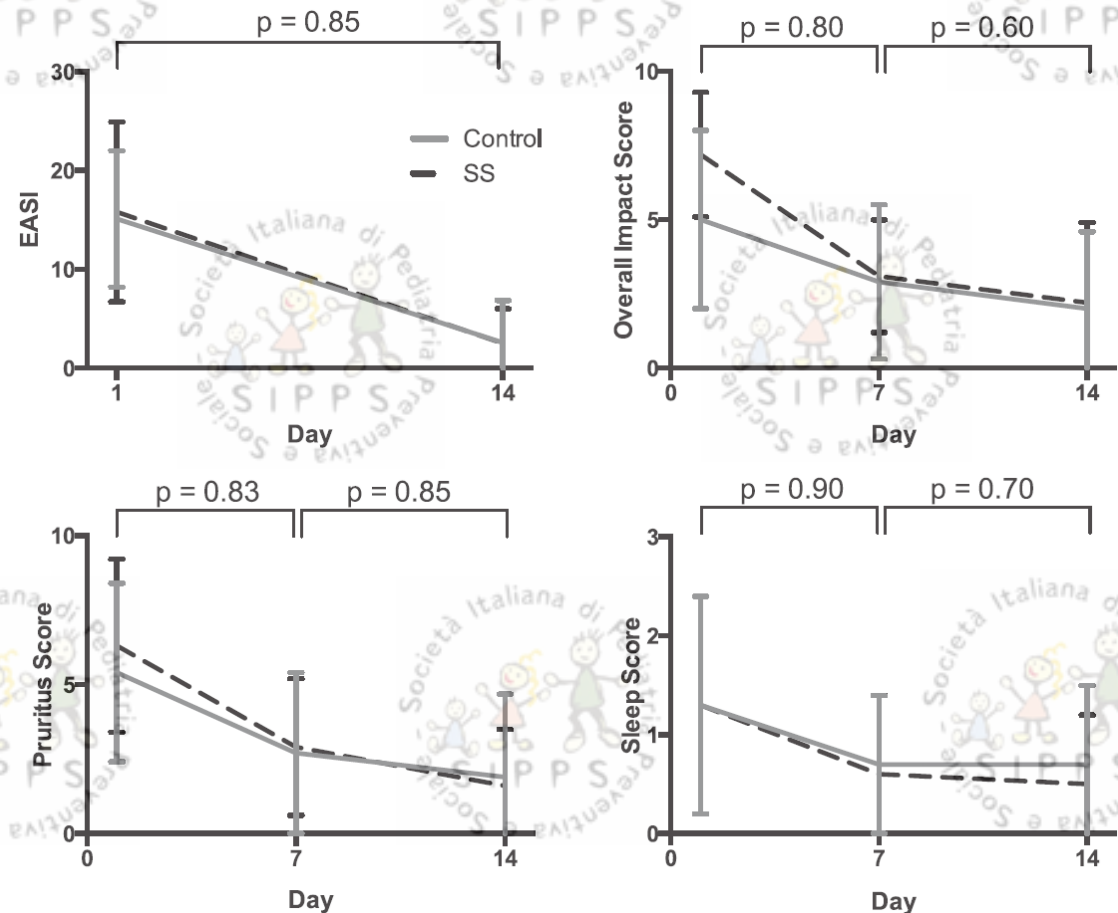 p = 0.85
30
20
10
0
EASI
Control
SS
1
14
Day
p = 0.80
p = 0.60
10
5
0
Overall Impact Score
0
7
14
Day
p = 0.83
p = 0.85
10
5
0
Pruritus Score
0
7
14
Day
p = 0.90
p = 0.70
3
2
1
0
Sleep Score
0
7
14
Day
Società Italiana di Pediatria
Preventiva e Sociale
S I P P S